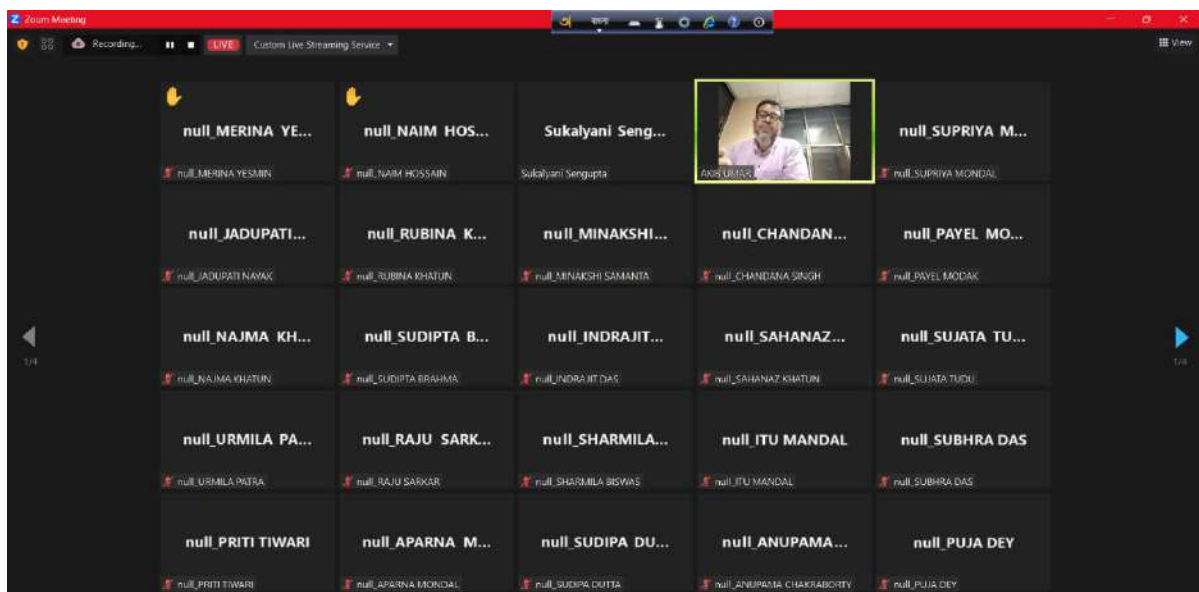 Zoom Meeting
Recording...
LIVE
Custom Live Streaming Service
View
null_MERINA YE...
null_NAIM HOS...
Sukalyani Seng...
null_SUPRIYA M...
null_MERINA YESMIN
null_NAIM HOSSAIN
Sukalyani Sengupta
AKIB UMAR
null_SUPRIYA MONDAL
null_JADUPATI...
null_RUBINA K...
null_MINAKSHI...
null_CHANDAN...
null_PAYEL MO...
null_JADUPATI NAYAK
null_RUBINA KHATUN
null_MINAKSHI SAMANTA
null_CHANDANA SINGH
null_PAYEL MODAK
null_NAJMA KH...
null_SUDIPTA B...
null_INDRAJIT...
null_SAHANAZ...
null_SUJATA TU...
1/4
1/4
null_NAJMA KHATUN
null_SUDIPTA BRAHMA
null_INDRAJIT DAS
null_SAHANAZ KHATUN
null_SUJATA TUDU
null_URMILA PA...
null_RAJU SARK...
null_SHARMILA...
null_ITU MANDAL
null_SUBHRA DAS
null_URMILA PATRA
null_RAJU SARKAR
null_SHARMILA BISWAS
null_ITU MANDAL
null_SUBHRA DAS
null_PRITI TIWARI
null_APARNA M...
null_SUDIPA DU...
null_ANUPAMA...
null_PUJA DEY
null_PRITI TIWARI
null_APARNA MONDAL
null_SUDIPA DUTTA
null_ANUPAMA CHAKRABORTY
null_PUJA DEY